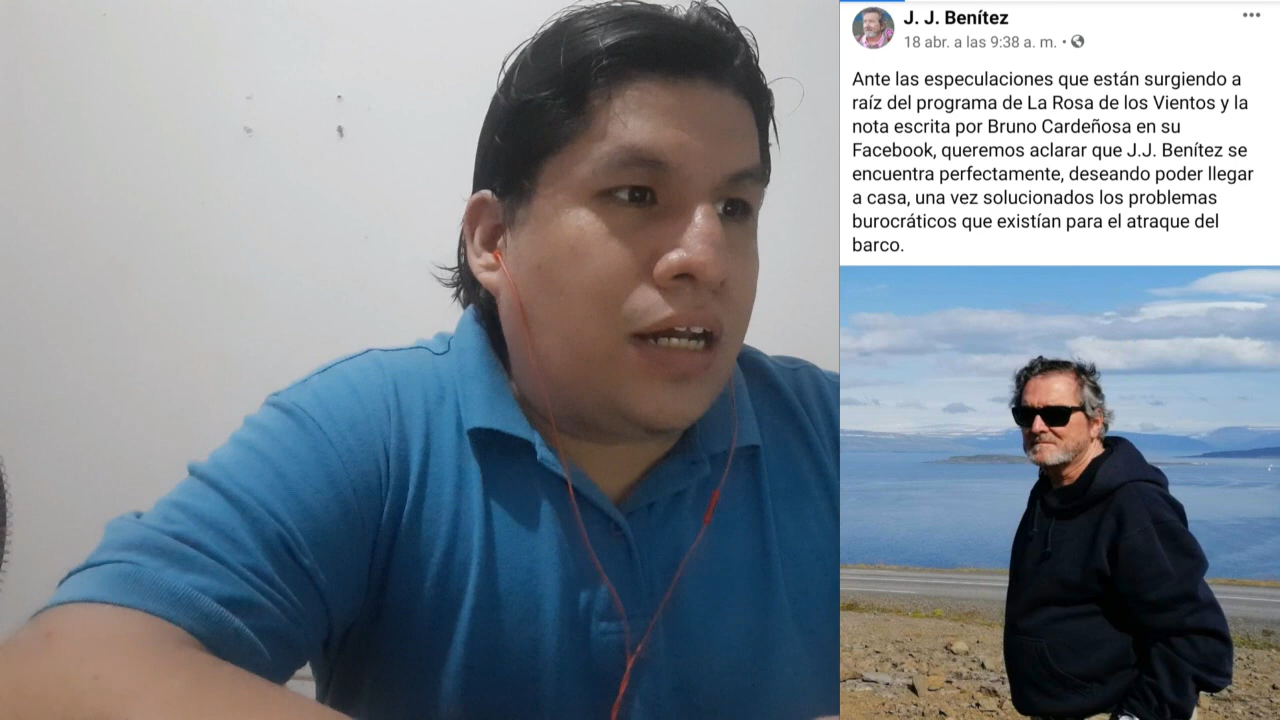 J. J. Benítez
18 abr. a las 9:38 a. m. •
Ante las especulaciones que están surgiendo a
raíz del programa de La Rosa de los Vientos y la
nota escrita por Bruno Cardeñosa en su
Facebook, queremos aclarar que J.J. Benítez se
encuentra perfectamente, deseando poder llegar
a casa, una vez solucionados los problemas
burocráticos que existían para el atraque del
barco.